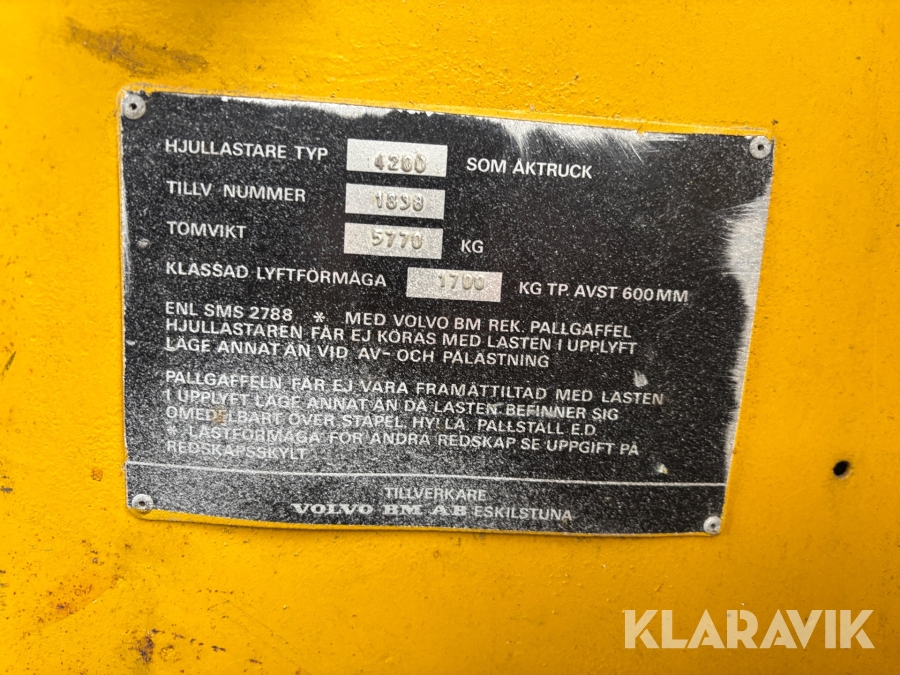 HJULLASTARE TYP 4200 SOM ÅKTRUCK
TILLV NUMMER 1838
TOMVIKT 5770 KG
KLASSAD LYFTFÖRMÅGA 1700 KG TP. AVST 600MM
ENL SMS 2788 * MED VOLVO BM REK. PALLGAFFEL
HJULLASTAREN FÅR EJ KÖRAS MED LASTEN I UPPLYFT
LÄGE ANNAT ÄN VID AV- OCH PÅLASTNING
PALLGAFFELN FÅR EJ VARA FRAMÅTTILTAD MED LASTEN
I UPPLYFT LÄGE ANNAT ÄN DÅ LASTEN BEFINNER SIG
OMEDELBART ÖVER STAPEL, HYLLA, PALLSTÄLL E.D.
* LASTFÖRMÅGA FÖR ANDRA REDSKAP SE UPPGIFT PÅ
REDSKAPSSKYLT
TILLVERKARE
VOLVO BM AB ESKILSTUNA
KLARAVIK